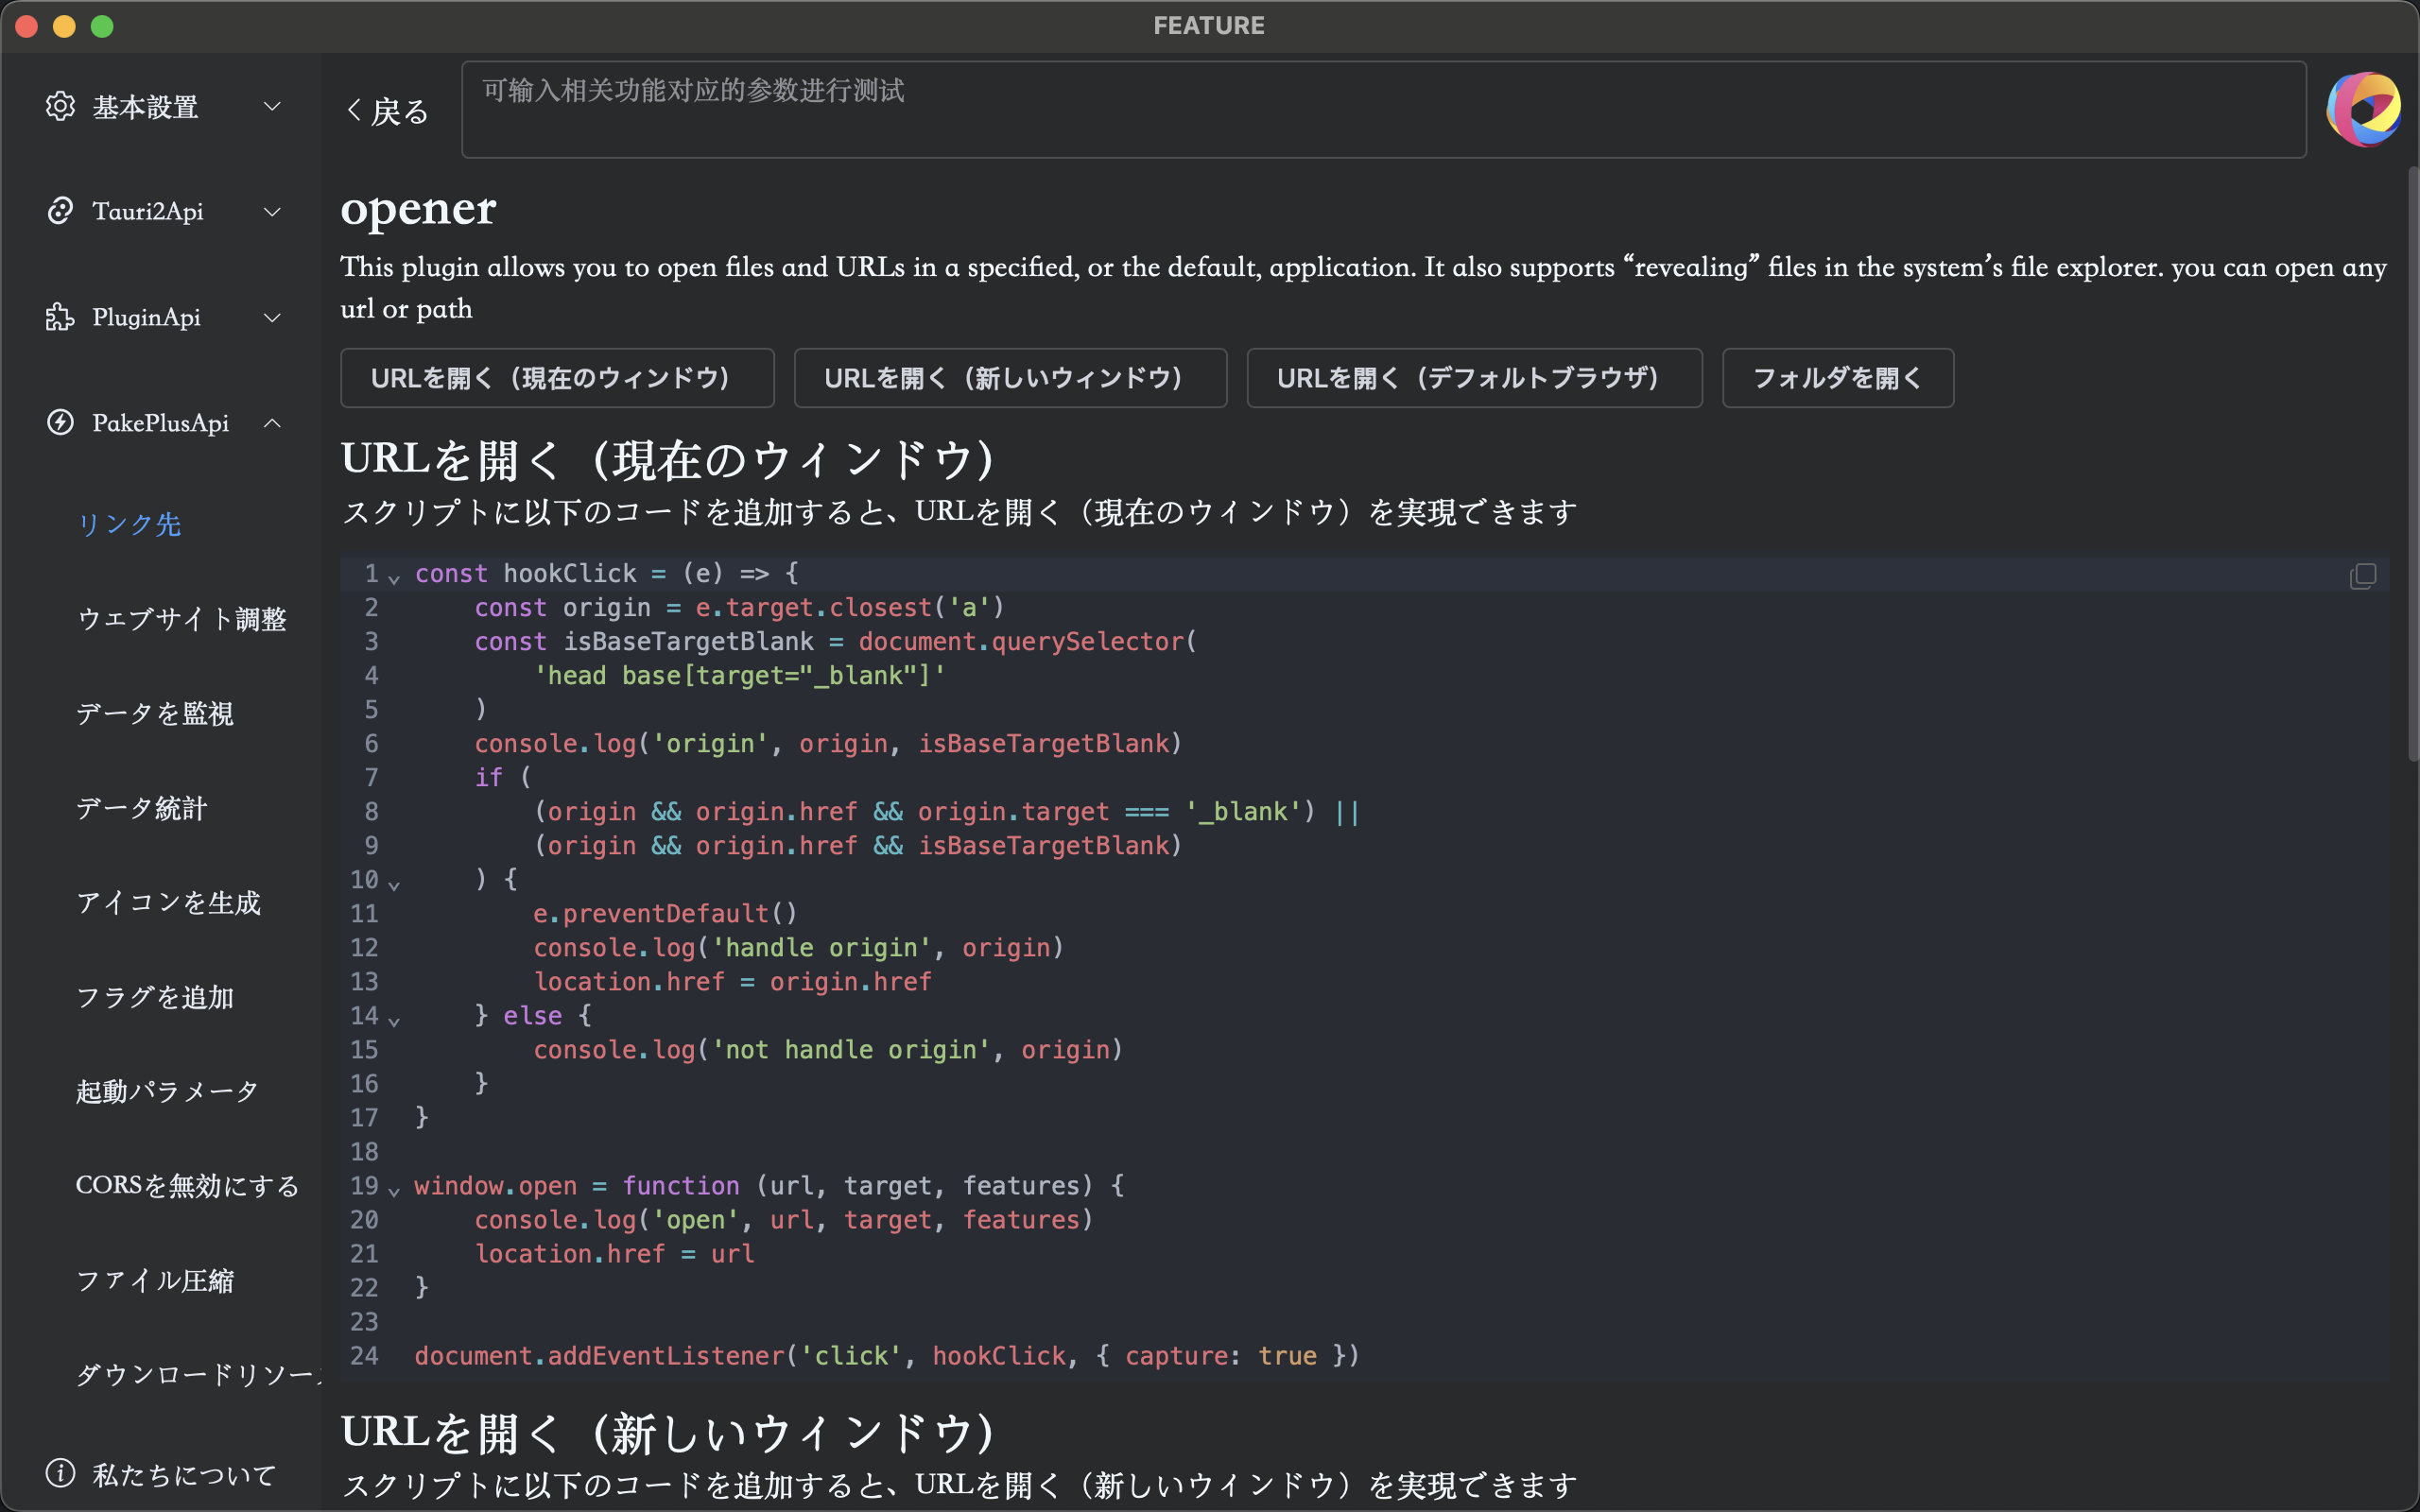 FEATURE
基本設置
Tauri2Api
PluginApi
PakePlusApi
リンク先
ウェブサイト調整
データを監視
データ統計
アイコンを生成
フラグを追加
起動パラメータ
CORSを無効にする
ファイル圧縮
ダウンロードリソー
私たちについて
戻る
可输入相关功能对应的参数进行测试
opener
This plugin allows you to open files and URLs in a specified, or the default, application. It also supports “revealing” files in the system’s file explorer. you can open any
url or path
URLを開く（現在のウィンドウ）
URLを開く（新しいウィンドウ）
URLを開く（デフォルトブラウザ）
フォルダを開く
URLを開く（現在のウィンドウ）
スクリプトに以下のコードを追加すると、URLを開く（現在のウィンドウ）を実現できます
1 const hookClick = (e) => {
2     const origin = e.target.closest('a')
3     const isBaseTargetBlank = document.querySelector(
4         'head base[target="_blank"]'
5     )
6     console.log('origin', origin, isBaseTargetBlank)
7     if (
8         (origin && origin.href && origin.target === '_blank') ||
9         (origin && origin.href && isBaseTargetBlank)
10     ) {
11         e.preventDefault()
12         console.log('handle origin', origin)
13         location.href = origin.href
14     } else {
15         console.log('not handle origin', origin)
16     }
17 }
18
19 window.open = function (url, target, features) {
20     console.log('open', url, target, features)
21     location.href = url
22 }
23
24 document.addEventListener('click', hookClick, { capture: true })
URLを開く（新しいウィンドウ）
スクリプトに以下のコードを追加すると、URLを開く（新しいウィンドウ）を実現できます